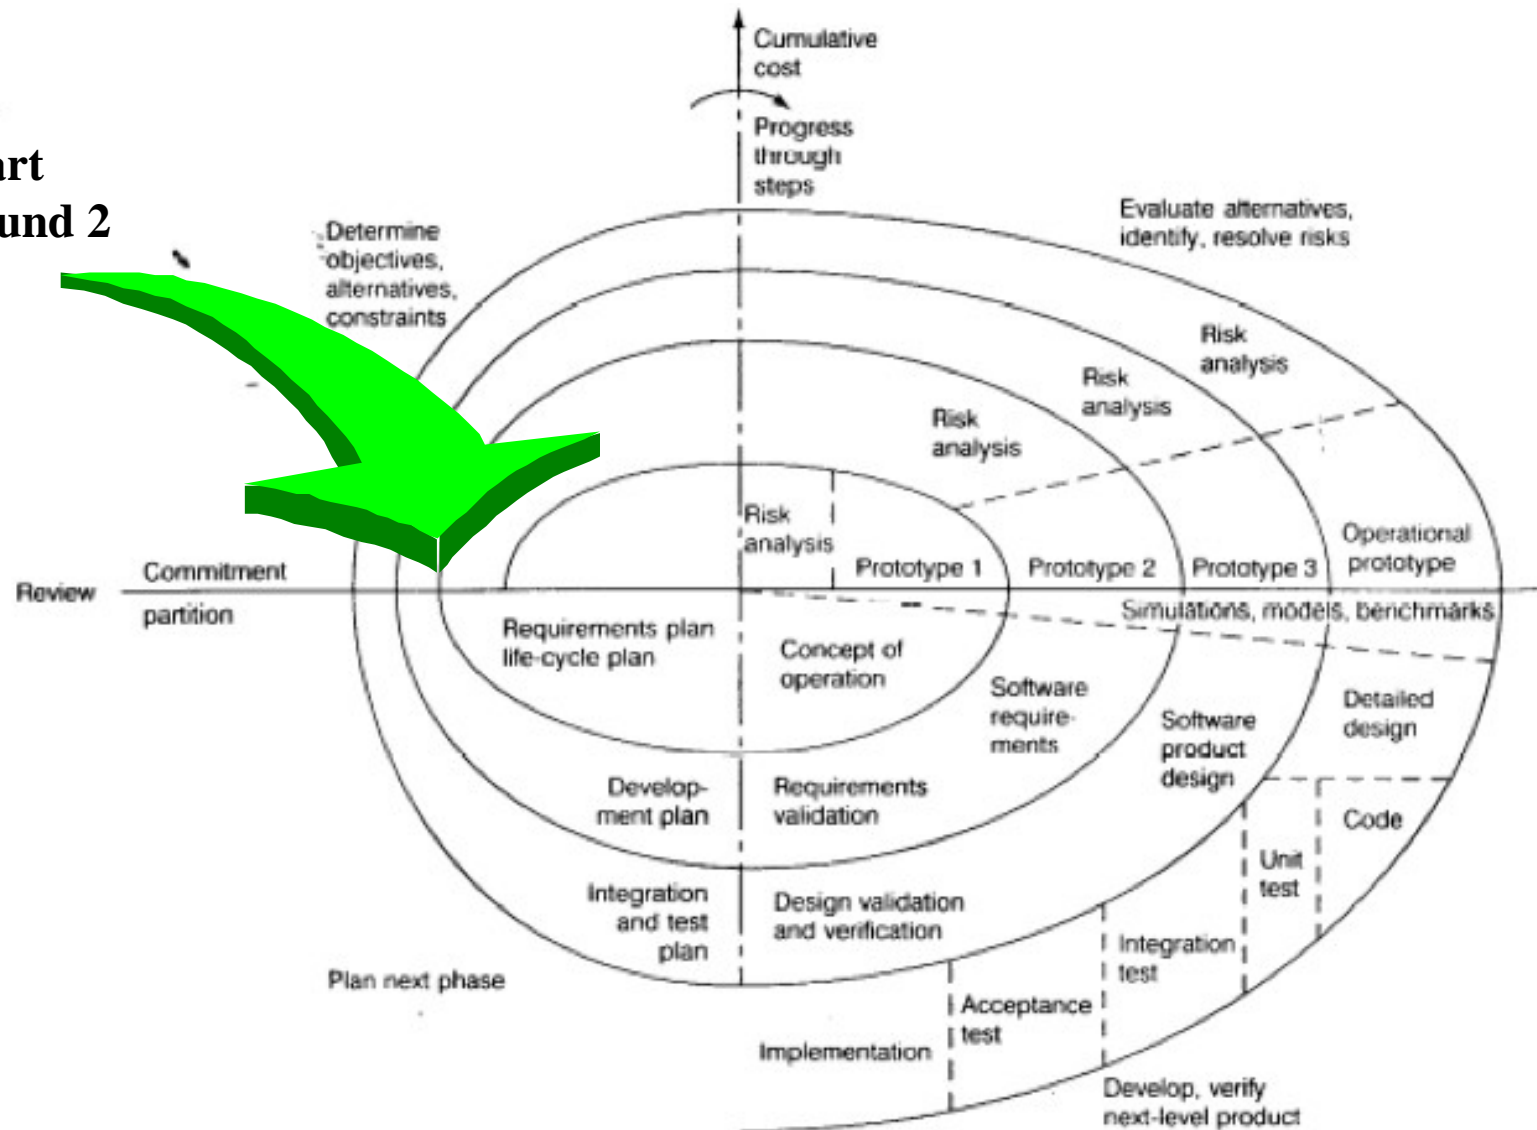 Cumulative
cost
Progress
through
steps
art
und 2
Determine
objectives,
alternatives,
constraints
Evaluate alternatives,
identify, resolve risks
Risk
analysis
Risk
analysis
Risk
analysis
Risk
analysis
Operational
prototype
Prototype 1
Prototype 2
Prototype 3
Review
Commitment
partition
Simulations, models, benchmarks
Requirements plan
life-cycle plan
Concept of
operation
Software
require-
ments
Software
product
design
Detailed
design
Develop-
ment plan
Requirements
validation
Code
Unit
test
Integration
and test
plan
Design validation
and verification
Integration
test
Plan next phase
Acceptance
test
Implementation
Develop, verify
next-level product